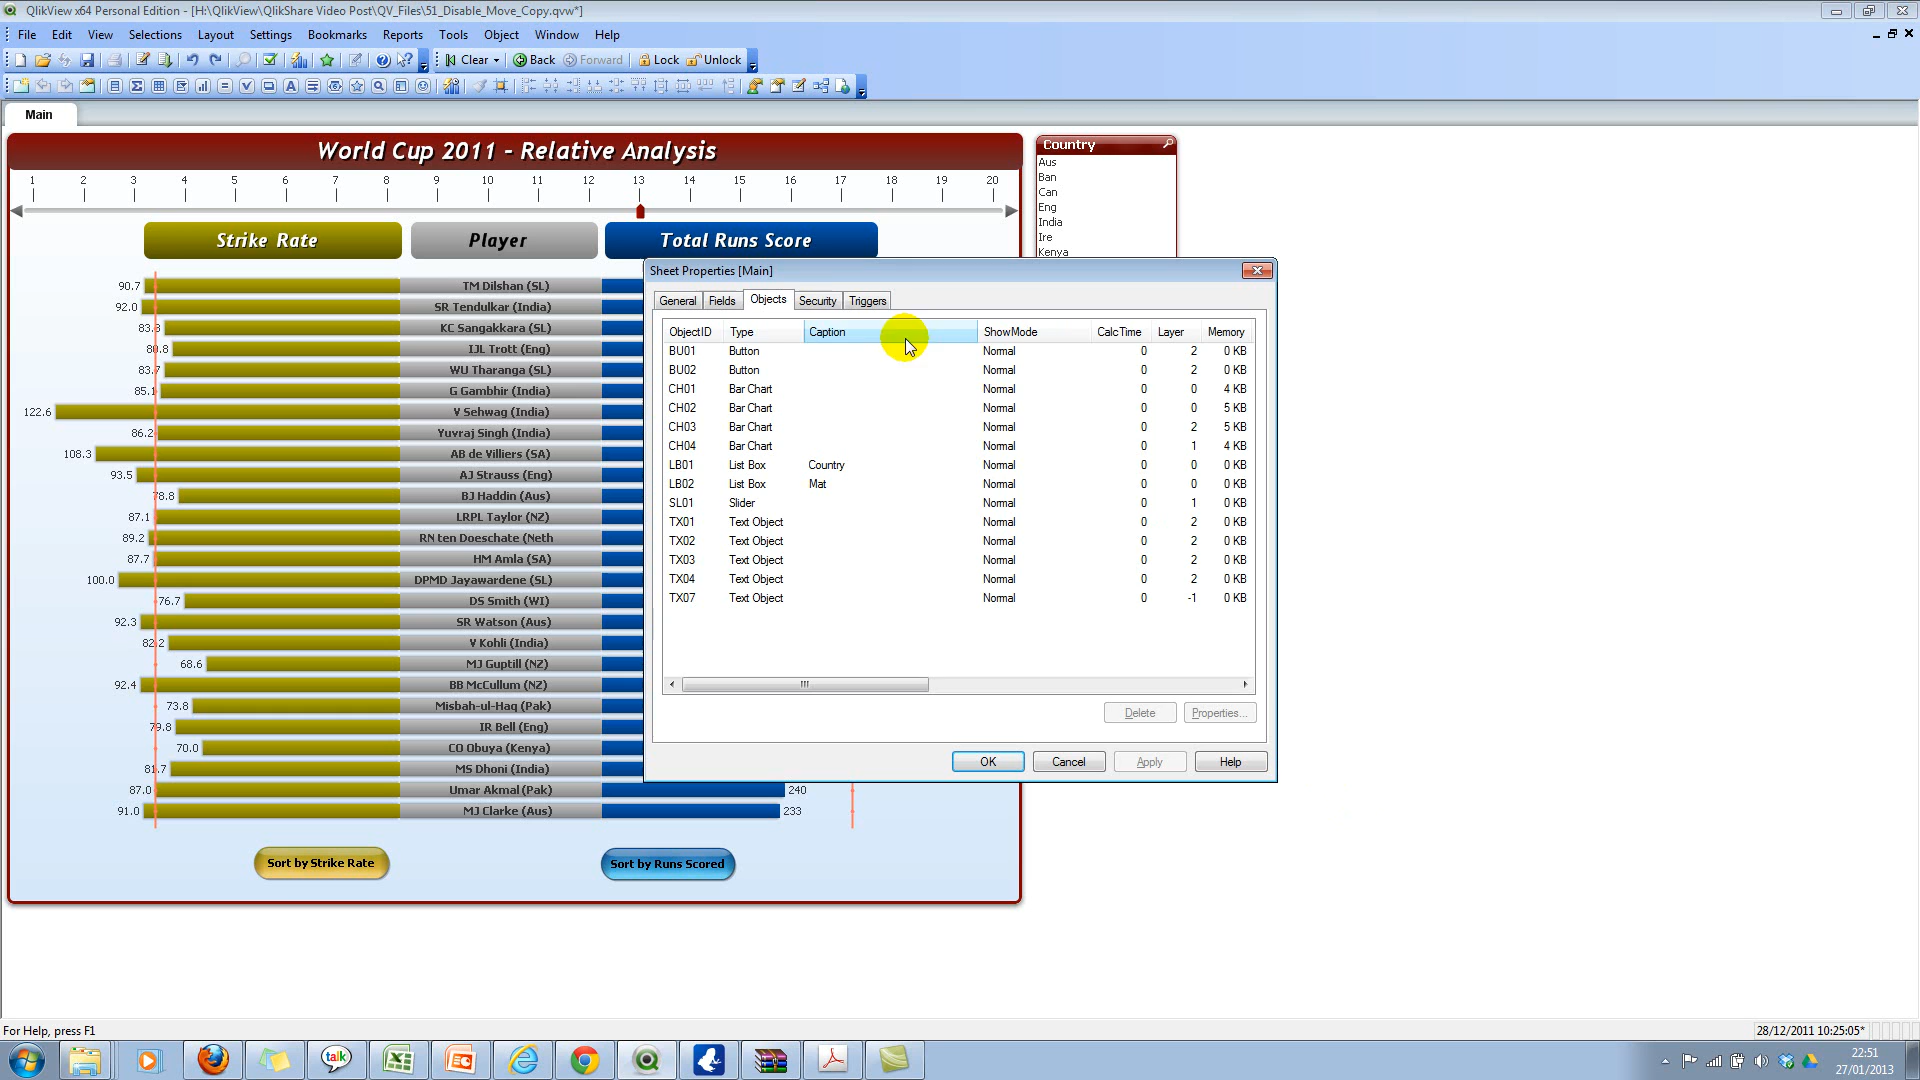 QlikView x64 Personal Edition - [H:\QlikView\QlikShare Video Post\QV_Files\51_Disable_Move_Copy.qvw*]
File Edit View Selections Layout Settings Bookmarks Reports Tools Object Window Help
Clear Back Forward Lock Unlock
Main
World Cup 2011 - Relative Analysis
1 2 3 4 5 6 7 8 9 10 11 12 13 14 15 16 17 18 19 20
Strike Rate Player Total Runs Score
90.7 TM Dilshan (SL)
92.0 SR Tendulkar (India)
83.8 KC Sangakkara (SL)
80.8 IJL Trott (Eng)
83.7 WU Tharanga (SL)
85.1 G Gambhir (India)
122.6 V Sehwag (India)
86.2 Yuvraj Singh (India)
108.3 AB de Villiers (SA)
93.5 AJ Strauss (Eng)
78.8 BJ Haddin (Aus)
87.1 LRPL Taylor (NZ)
89.2 RN ten Doeschate (Neth
87.7 HM Amla (SA)
100.0 DPMD Jayawardene (SL)
76.7 DS Smith (WI)
92.3 SR Watson (Aus)
82.2 V Kohli (India)
68.6 MJ Guptill (NZ)
92.4 BB McCullum (NZ)
73.8 Misbah-ul-Haq (Pak)
79.8 IR Bell (Eng)
70.0 CO Obuya (Kenya)
81.7 MS Dhoni (India)
87.0 Umar Akmal (Pak) 240
91.0 MJ Clarke (Aus) 233
Sort by Strike Rate Sort by Runs Scored
Country
Aus
Ban
Can
Eng
India
Ire
Kenya
Sheet Properties [Main]
General Fields Objects Security Triggers
ObjectID Type Caption ShowMode CalcTime Layer Memory
BU01 Button Normal 0 2 0 KB
BU02 Button Normal 0 2 0 KB
CH01 Bar Chart Normal 0 0 4 KB
CH02 Bar Chart Normal 0 0 5 KB
CH03 Bar Chart Normal 0 2 5 KB
CH04 Bar Chart Normal 0 1 4 KB
LB01 List Box Country Normal 0 0 0 KB
LB02 List Box Mat Normal 0 0 0 KB
SL01 Slider Normal 0 1 0 KB
TX01 Text Object Normal 0 2 0 KB
TX02 Text Object Normal 0 2 0 KB
TX03 Text Object Normal 0 2 0 KB
TX04 Text Object Normal 0 2 0 KB
TX07 Text Object Normal 0 -1 0 KB
Delete Properties...
OK Cancel Apply Help
For Help, press F1
28/12/2011 10:25:05*
talk
22:51
27/01/2013